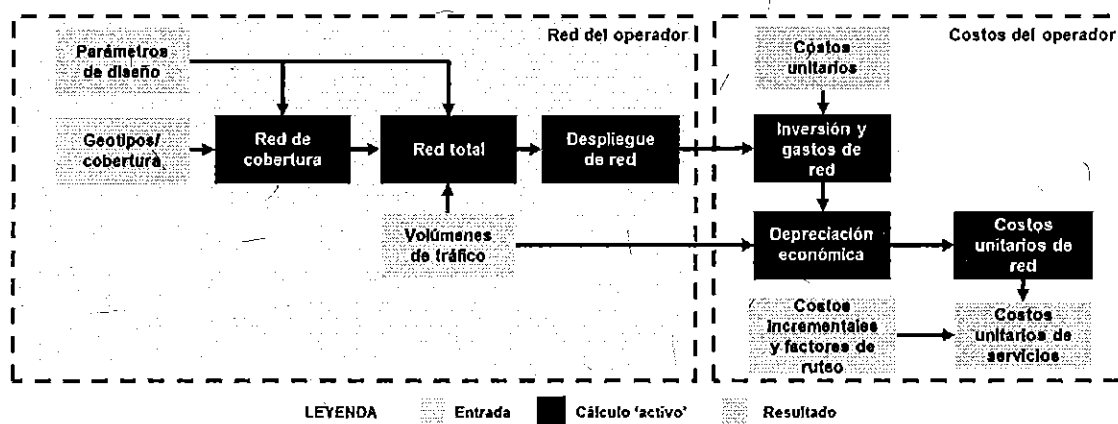 Red del operador
Parámetros
de diseño
Geotipos/
cobertura
Red de
cobertura
Red total
Despliegue
de red
Volúmenes
de tráfico
Costos del operador
Costos
unitarios
Inversión y
gastos de
red
Depreciación
económica
Costos
unitarios de
red
Costos
incrementales
y factores de
ruteo
Costos
unitarios de
servicios
LEYENDA
Entrada
Cálculo 'activo'
Resultado